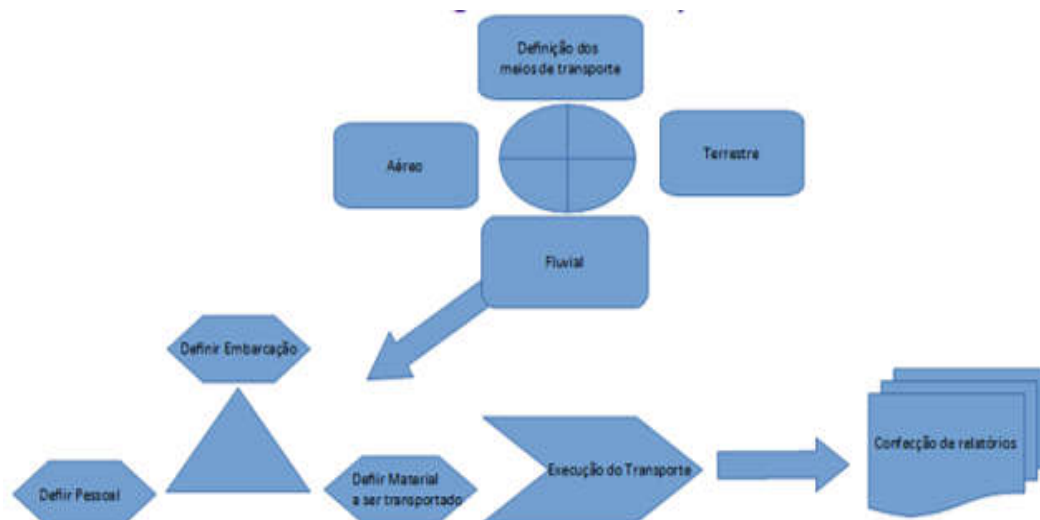 Definição dos
meios de transporte
Aéreo
Terrestre
Fluvial
Definir Embarcação
Defiir Pessoal
Defiir Material
a ser transportado
Execução do Transporte
Confecção de relatórios